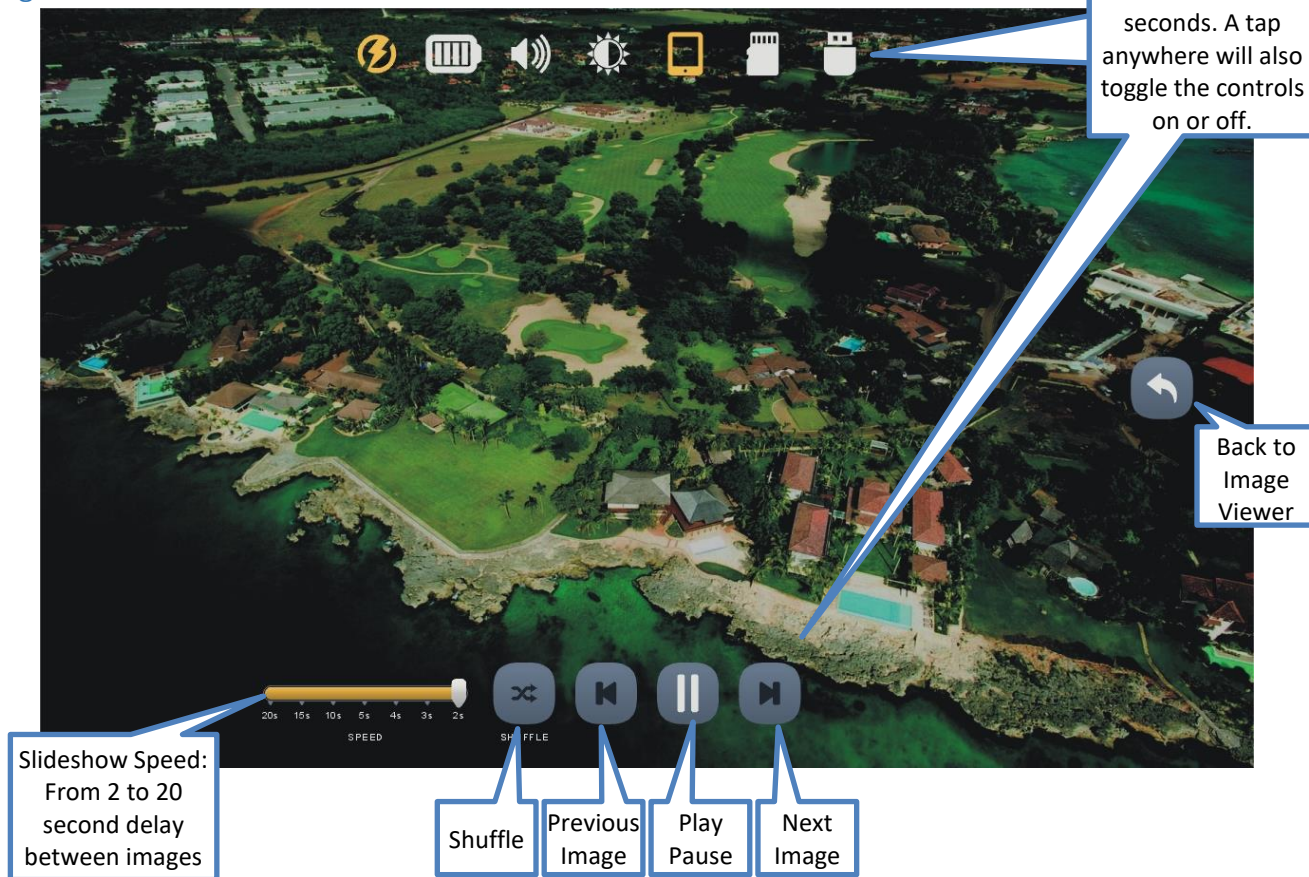 seconds. A tap
anywhere will also
toggle the controls
on or off.
Back to
Image
Viewer
20s 15s 10s 5s 4s 3s 2s
SPEED
SHUFFLE
Slideshow Speed:
From 2 to 20
second delay
between images
Shuffle
Previous
Image
Play
Pause
Next
Image